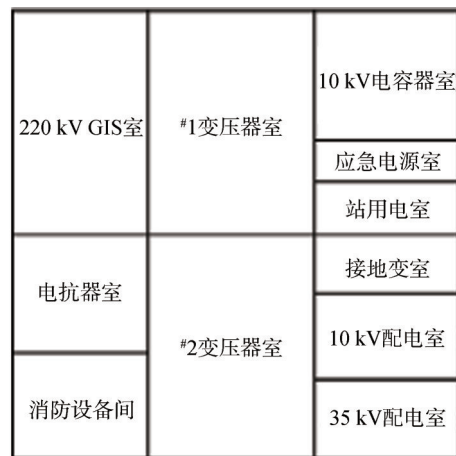 220 kV GIS室
#1变压器室
10 kV电容器室
应急电源室
站用电室
电抗器室
#2变压器室
接地变室
10 kV配电室
消防设备间
35 kV配电室